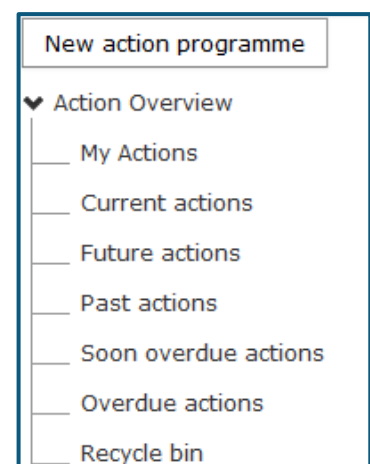 New action programme
Action Overview
My Actions
Current actions
Future actions
Past actions
Soon overdue actions
Overdue actions
Recycle bin